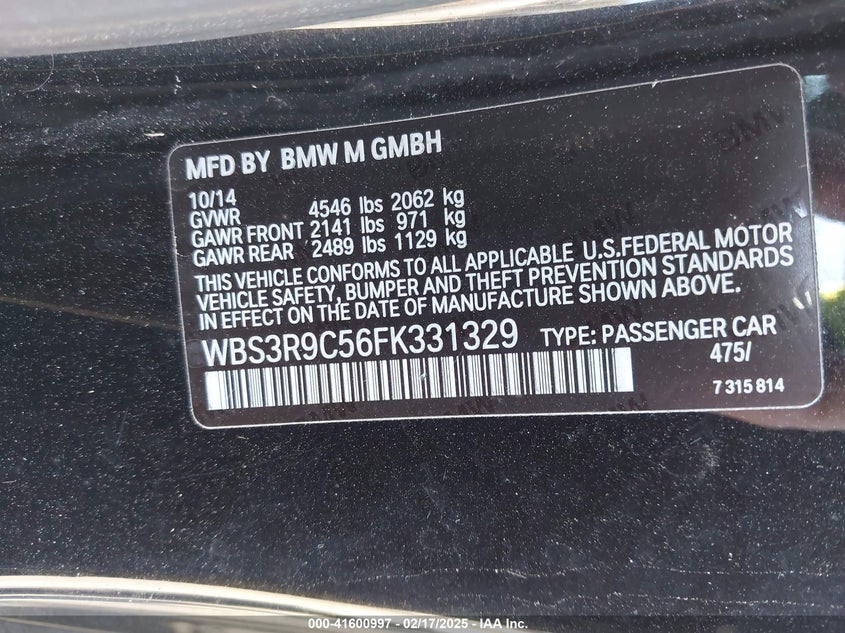 MFD BY BMW M GMBH
10/14
GVWR 4546 lbs 2062 kg
GAWR FRONT 2141 lbs 971 kg
GAWR REAR 2489 lbs 1129 kg
THIS VEHICLE CONFORMS TO ALL APPLICABLE U.S.FEDERAL MOTOR
VEHICLE SAFETY, BUMPER AND THEFT PREVENTION STANDARDS
IN EFFECT ON THE DATE OF MANUFACTURE SHOWN ABOVE.
WBS3R9C56FK331329 TYPE: PASSENGER CAR
475/
7 315 814
000-41600997 - 02/17/2025 - IAA Inc.